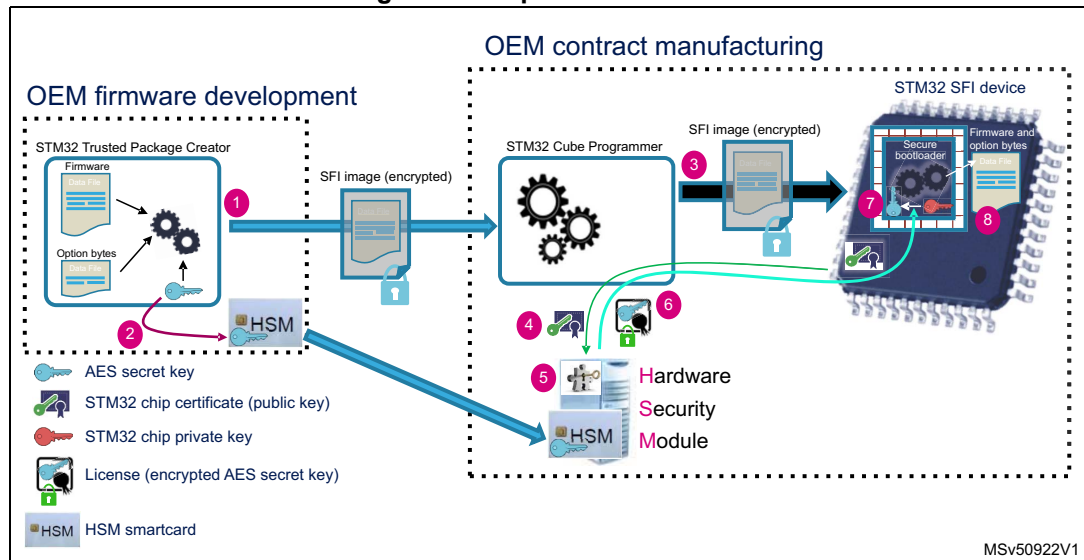 OEM contract manufacturing
OEM firmware development
STM32 SFI device
STM32 Trusted Package Creator
Firmware
Data File
Option bytes
Data File
1
2
HSM
SFI image (encrypted)
Data File
STM32 Cube Programmer
3
SFI image (encrypted)
Data File
Secure
bootloader
Firmware and
option bytes
Data File
7
8
4
6
5
Hardware
Security
Module
HSM
AES secret key
STM32 chip certificate (public key)
STM32 chip private key
License (encrypted AES secret key)
HSM
HSM smartcard
MSv50922V1